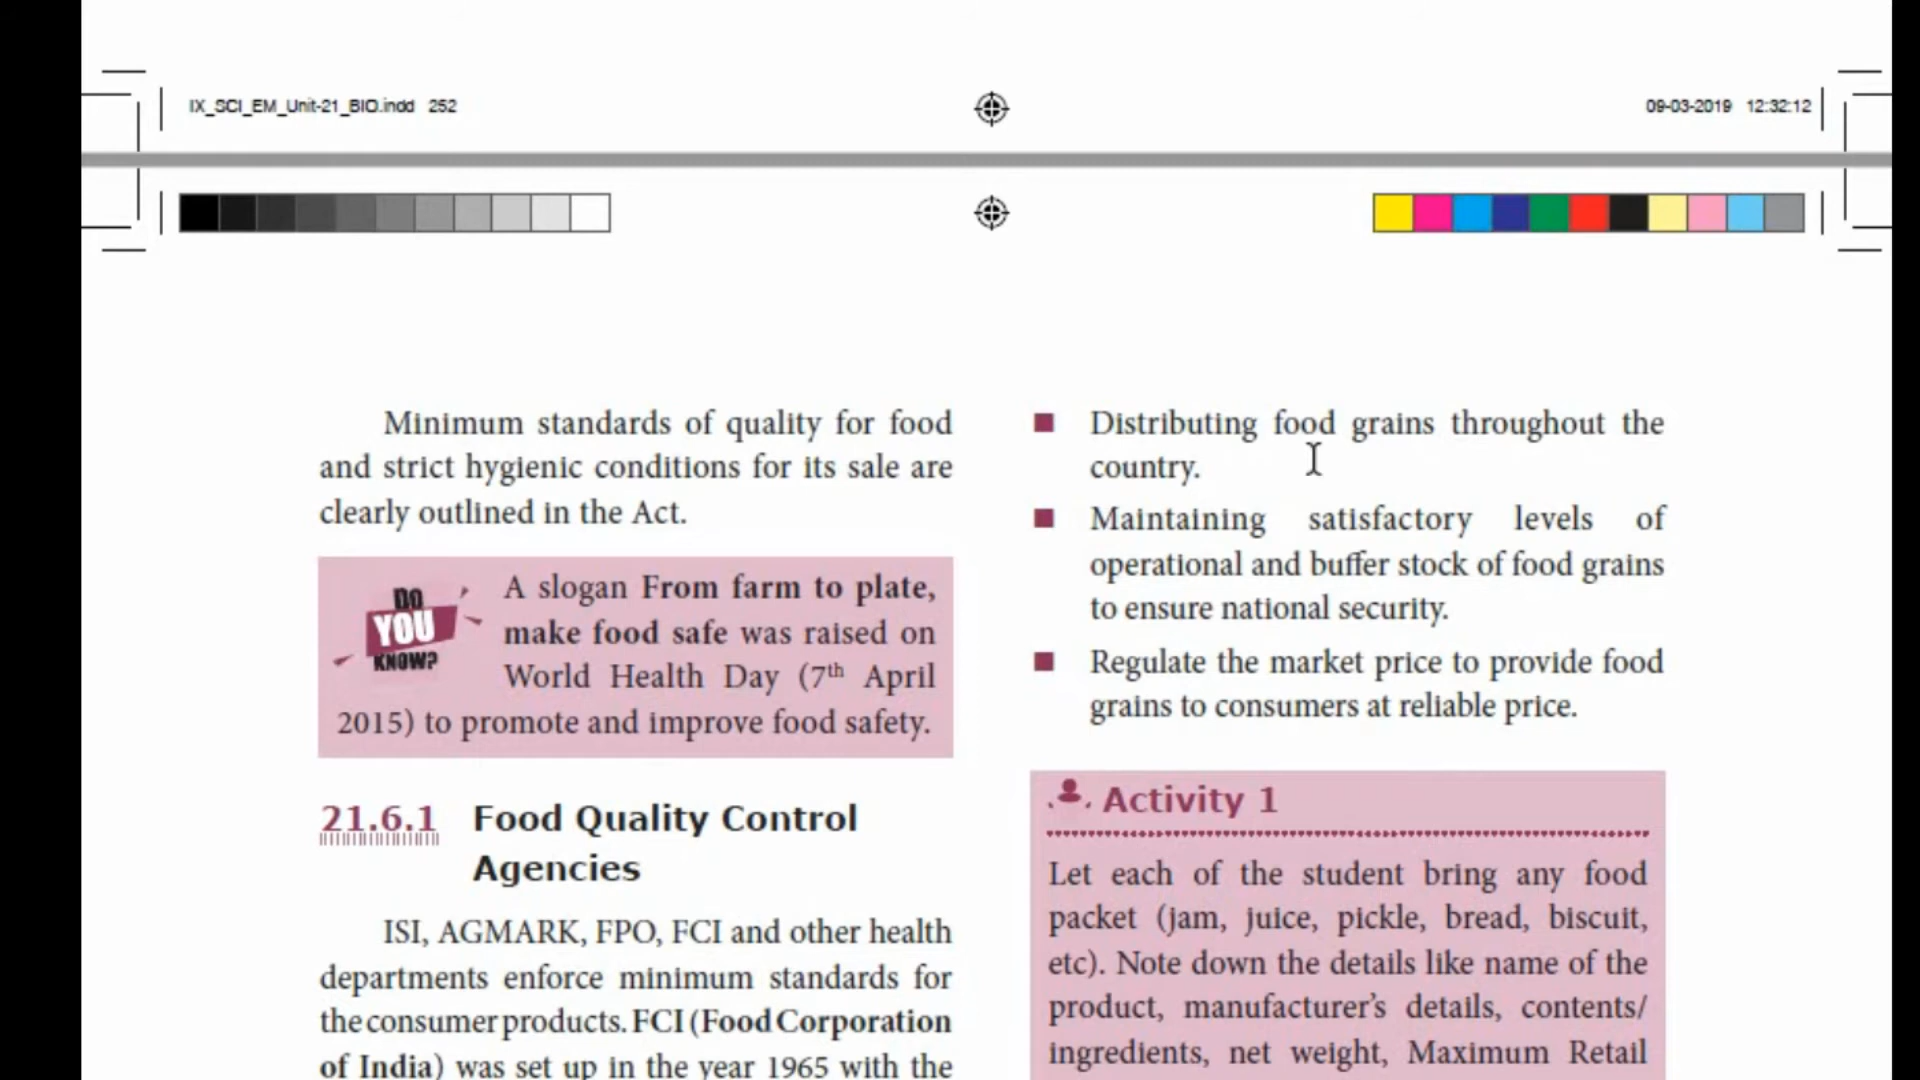 IX_SCI_EM_Unit-21_BIO.indd 252
09-03-2019 12:32:12
Minimum standards of quality for food
and strict hygienic conditions for its sale are
clearly outlined in the Act.
DO
YOU
KNOW?
A slogan From farm to plate,
make food safe was raised on
World Health Day (7th April
2015) to promote and improve food safety.
21.6.1 Food Quality Control
Agencies
ISI, AGMARK, FPO, FCI and other health
departments enforce minimum standards for
the consumer products. FCI (Food Corporation
of India) was set up in the year 1965 with the
Distributing food grains throughout the
country.
Maintaining satisfactory levels of
operational and buffer stock of food grains
to ensure national security.
Regulate the market price to provide food
grains to consumers at reliable price.
Activity 1
Let each of the student bring any food
packet (jam, juice, pickle, bread, biscuit,
etc). Note down the details like name of the
product, manufacturer's details, contents/
ingredients, net weight, Maximum Retail